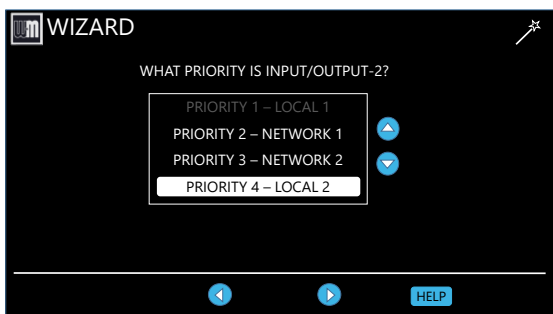 wm WIZARD
WHAT PRIORITY IS INPUT/OUTPUT-2?
PRIORITY 1 – LOCAL 1
PRIORITY 2 – NETWORK 1
PRIORITY 3 – NETWORK 2
PRIORITY 4 – LOCAL 2
HELP